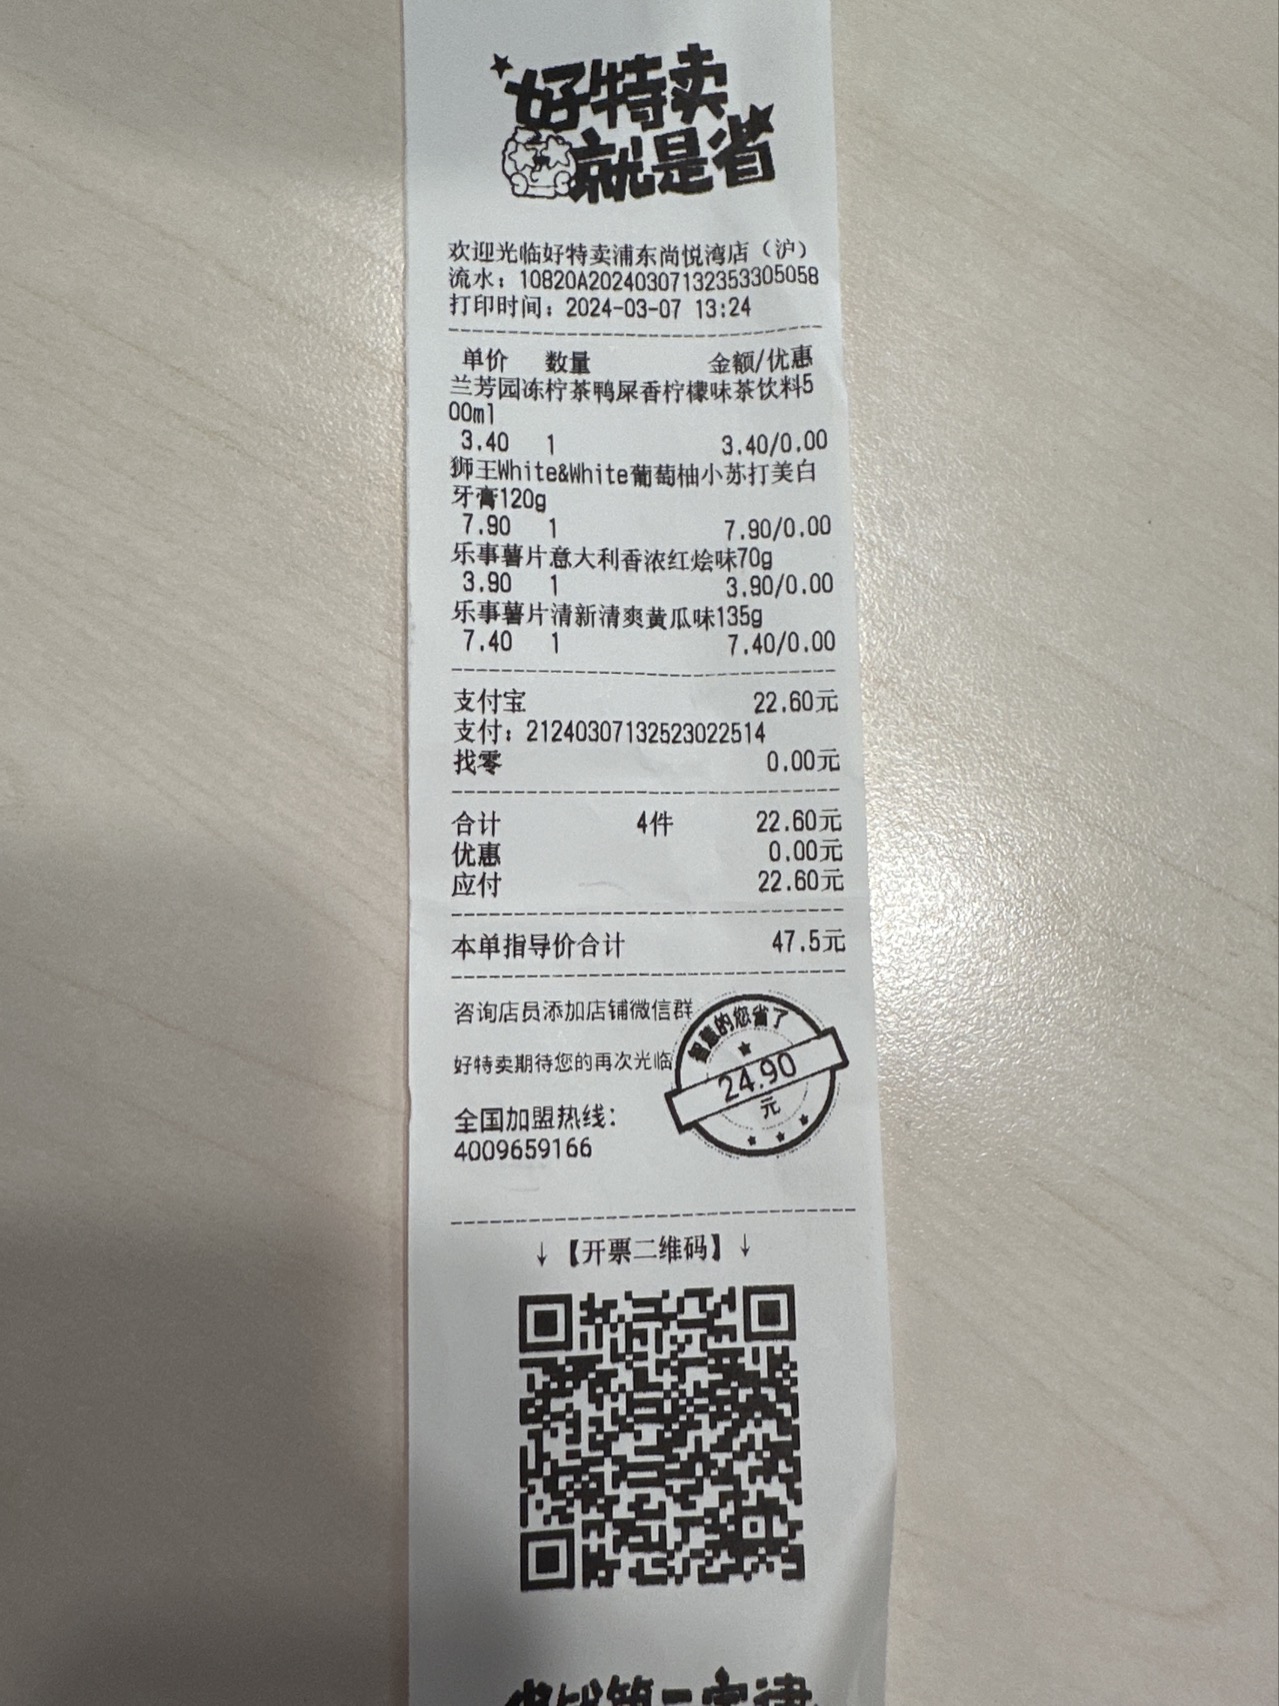 好特卖
就是省
欢迎光临好特卖浦东尚悦湾店（沪）
流水：10820A20240307132353305058
打印时间：2024-03-07 13:24
单价 数量 金额/优惠
兰芳园冻柠茶鸭屎香柠檬味茶饮料5
00ml
3.40 1 3.40/0.00
狮王White&White葡萄柚小苏打美白
牙膏120g
7.90 1 7.90/0.00
乐事薯片意大利香浓红烩味70g
3.90 1 3.90/0.00
乐事薯片清新清爽黄瓜味135g
7.40 1 7.40/0.00
支付宝 22.60元
支付：21240307132523022514
找零 0.00元
合计 4件 22.60元
优惠 0.00元
应付 22.60元
本单指导价合计 47.5元
咨询店员添加店铺微信群
智慧的您省了
24.90
元
好特卖期待您的再次光临
全国加盟热线：
4009659166
↓【开票二维码】↓